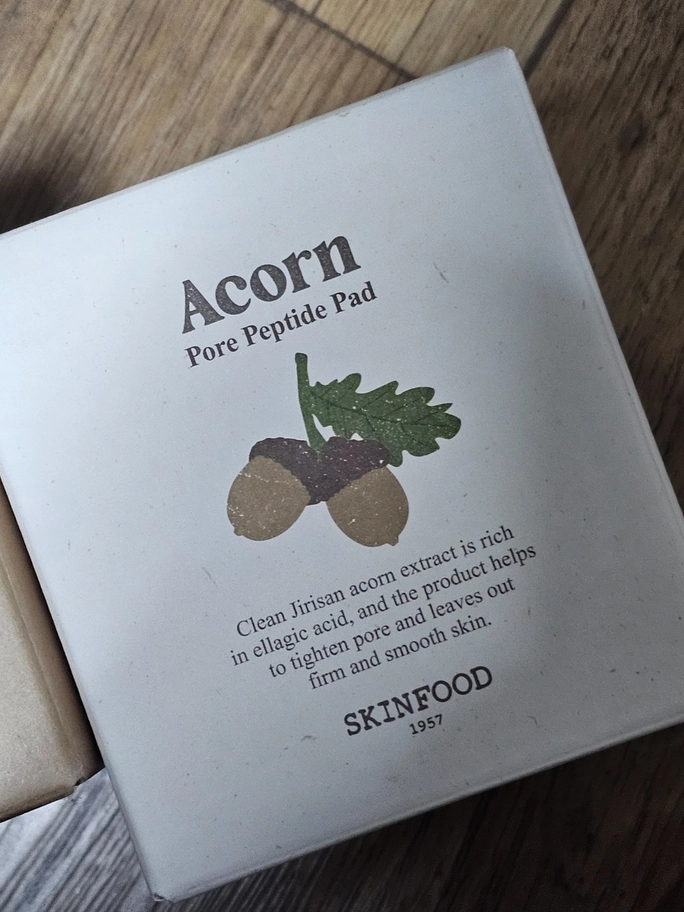 Acorn
Pore Peptide Pad
Clean Jirisan acorn extract is rich
in ellagic acid, and the product helps
to tighten pore and leaves out
firm and smooth skin.
SKINFOOD
1957